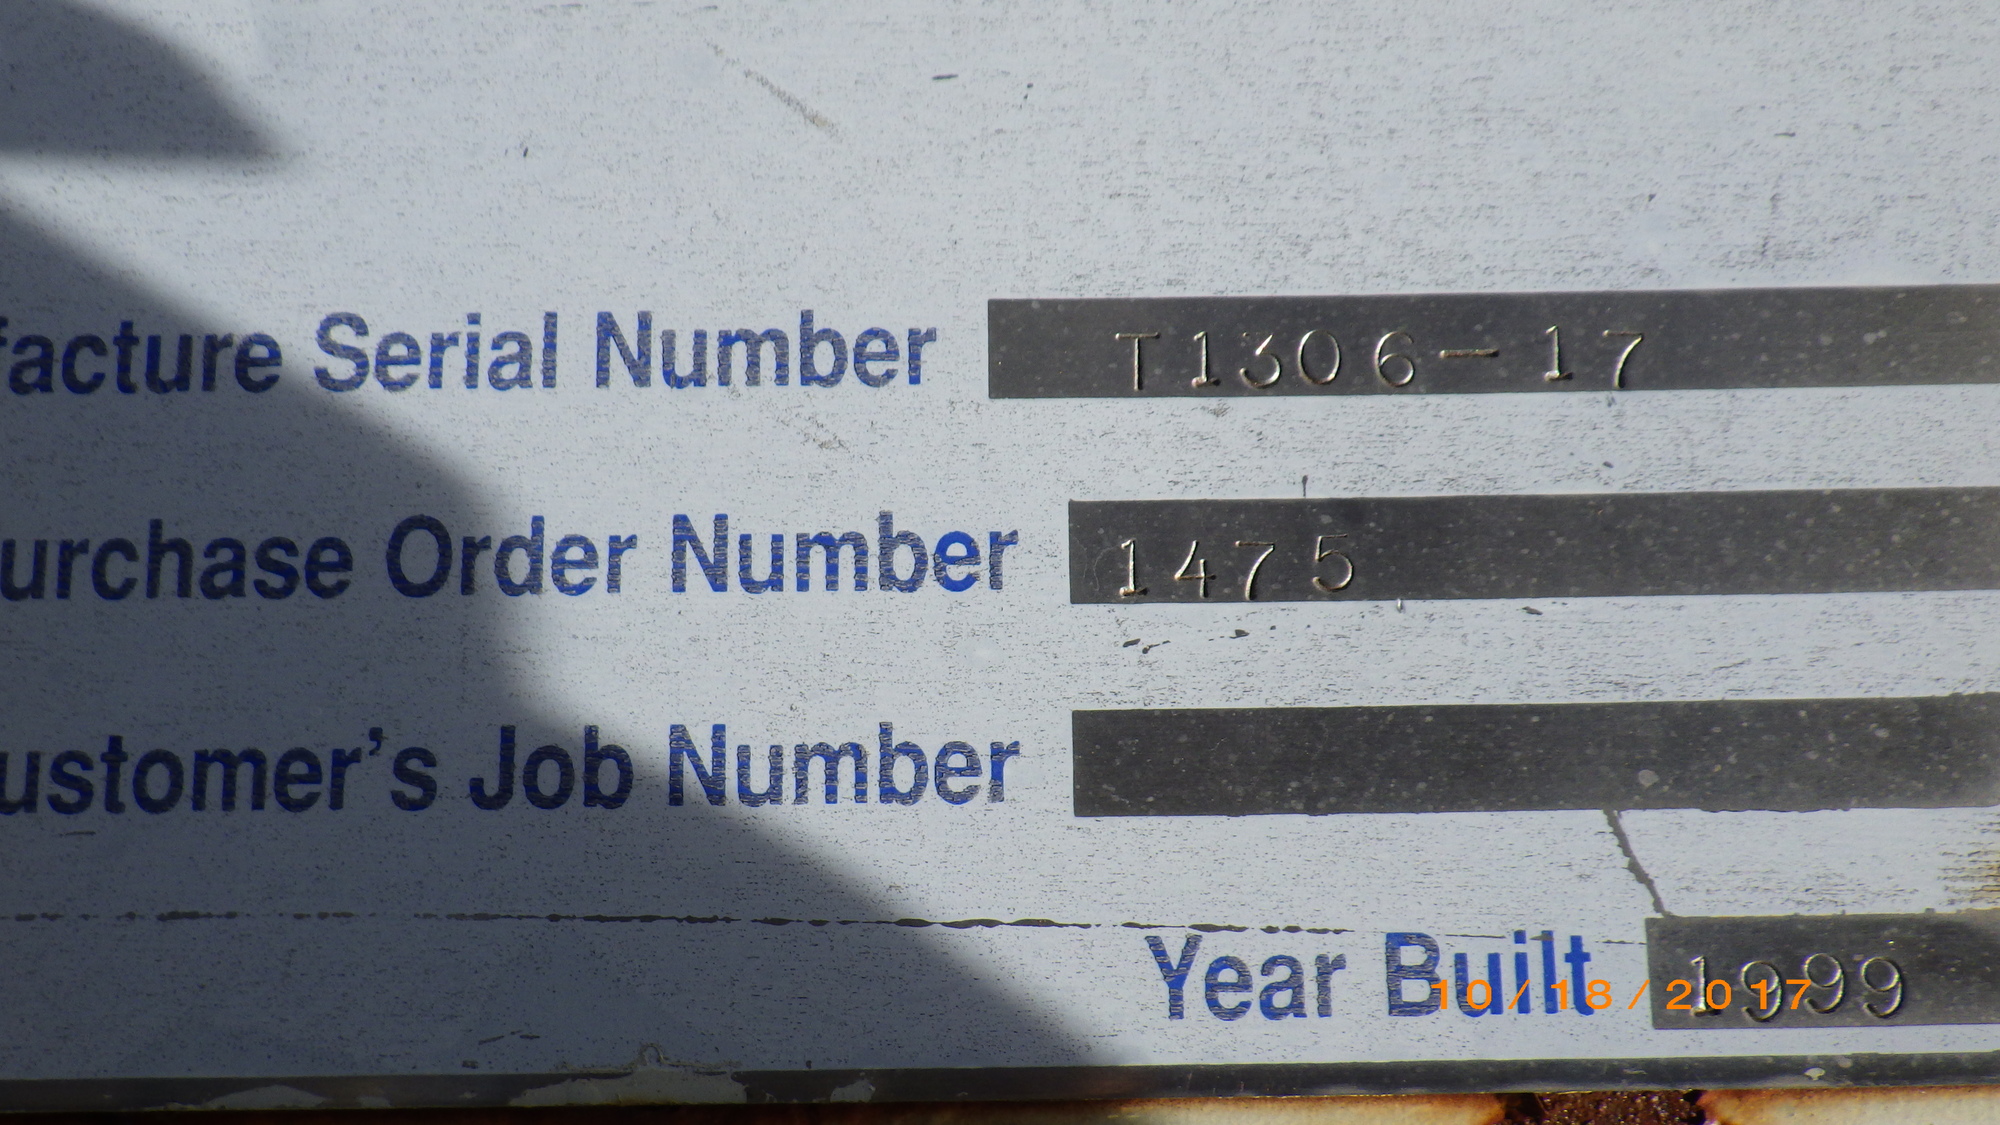 facture Serial Number T1306-17
urchase Order Number 1475
ustomer's Job Number
Year Built 1999
10/18/2017